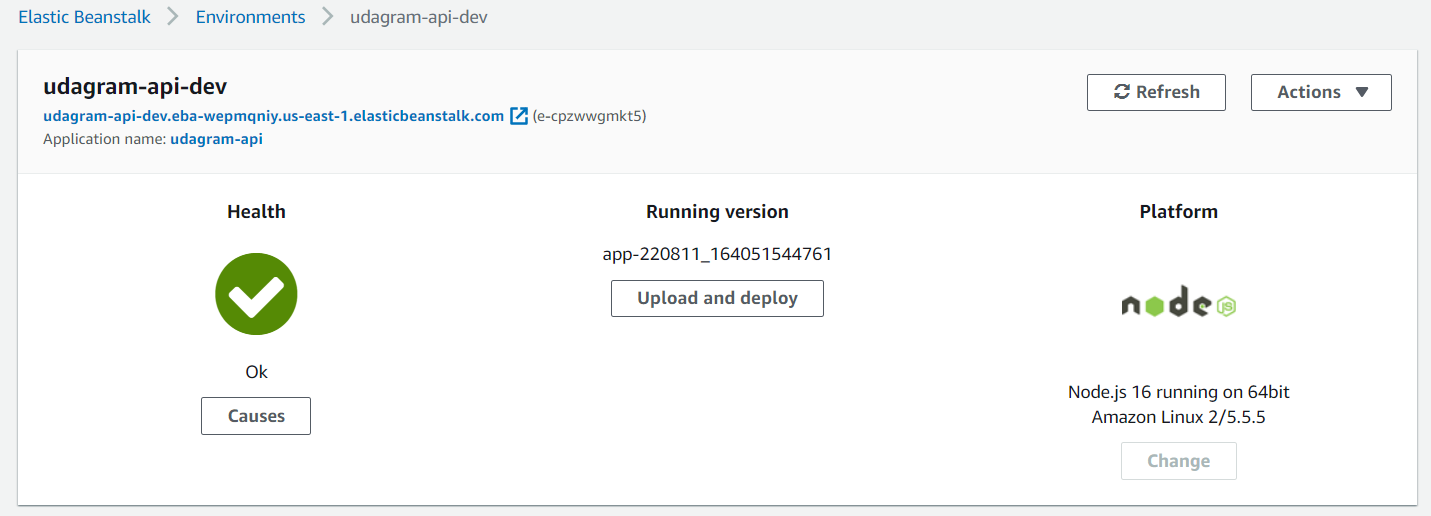 Elastic Beanstalk > Environments > udagram-api-dev
udagram-api-dev
Refresh
Actions
udagram-api-dev.eba-wepmqniy.us-east-1.elasticbeanstalk.com (e-cpzwwgmkt5)
Application name: udagram-api
Health
Running version
Platform
app-220811_164051544761
Upload and deploy
node JS
Ok
Causes
Node.js 16 running on 64bit
Amazon Linux 2/5.5.5
Change